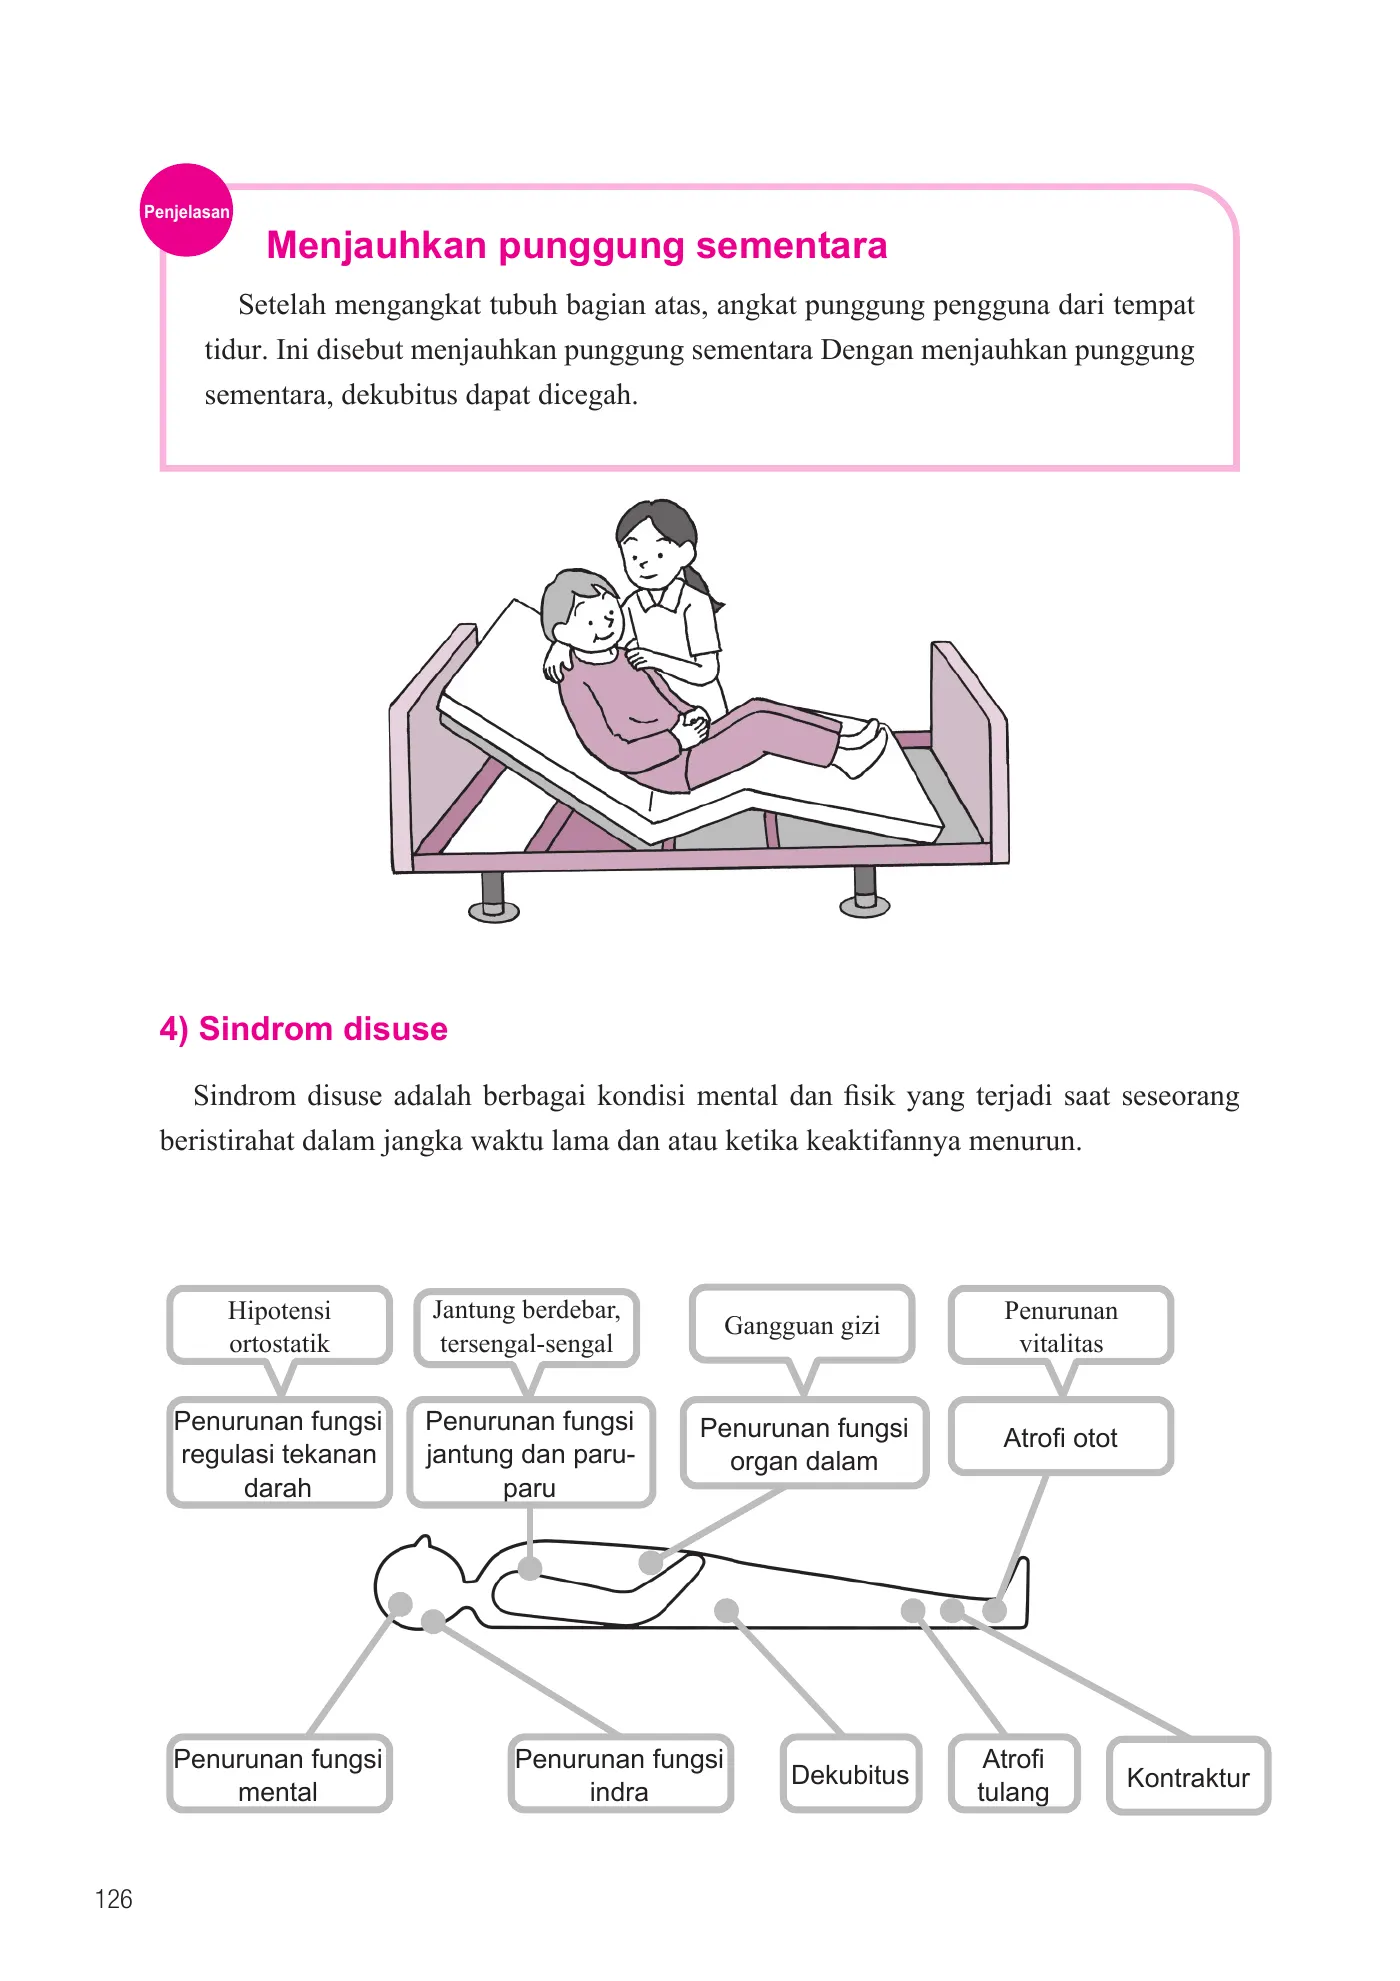 Penjelasan
Menjauhkan punggung sementara
Setelah mengangkat tubuh bagian atas, angkat punggung pengguna dari tempat
tidur. Ini disebut menjauhkan punggung sementara Dengan menjauhkan punggung
sementara, dekubitus dapat dicegah.
4) Sindrom disuse
Sindrom disuse adalah berbagai kondisi mental dan fisik yang terjadi saat seseorang
beristirahat dalam jangka waktu lama dan atau ketika keaktifannya menurun.
Hipotensi
ortostatik
Jantung berdebar,
tersengal-sengal
Gangguan gizi
Penurunan
vitalitas
Penurunan fungsi
regulasi tekanan
darah
Penurunan fungsi
jantung dan paru-
paru
Penurunan fungsi
organ dalam
Atrofi otot
Penurunan fungsi
mental
Penurunan fungsi
indra
Dekubitus
Atrofi
tulang
Kontraktur
126